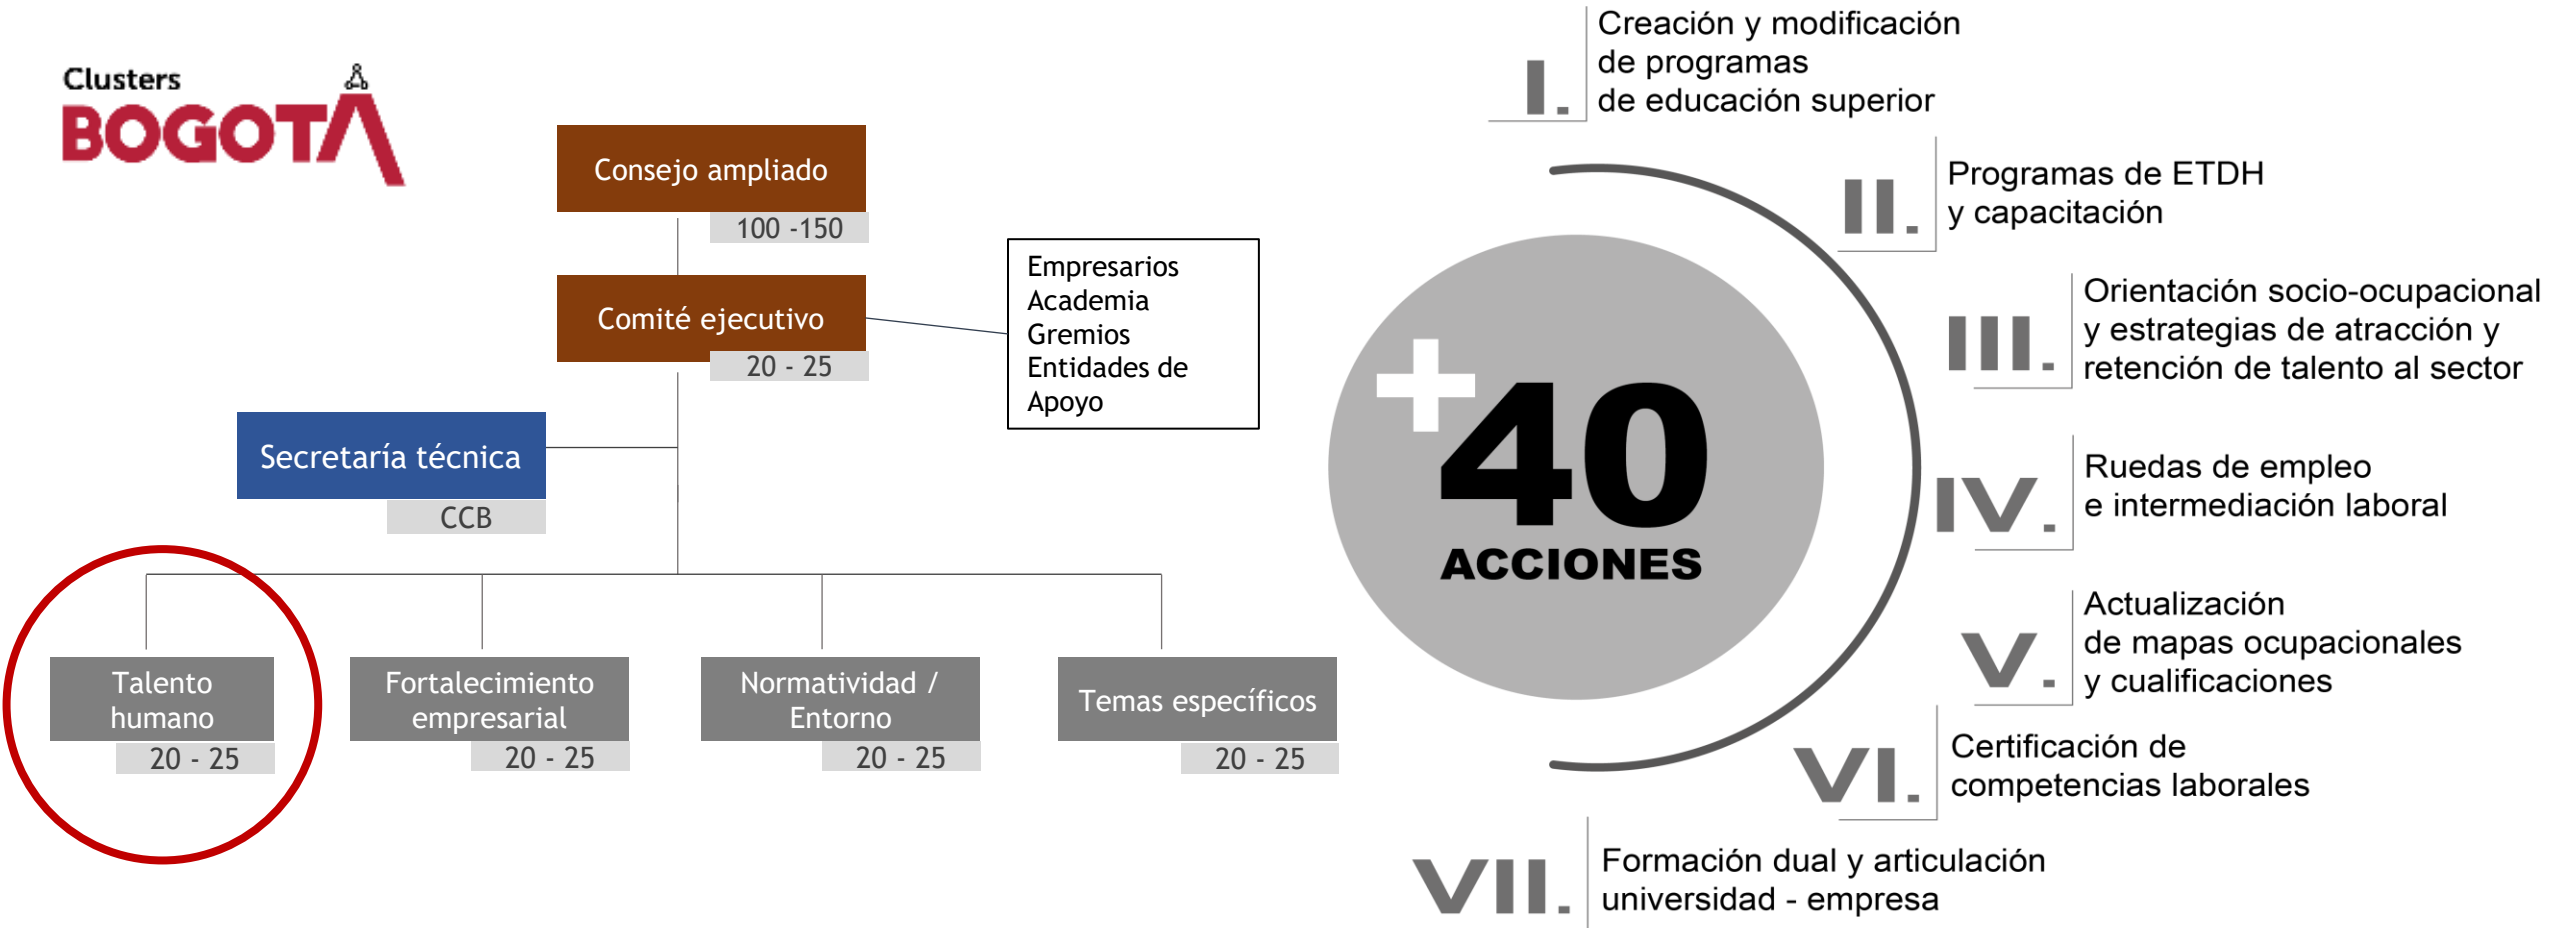 Clusters
BOGOTÁ
Consejo ampliado
100 -150
Comité ejecutivo
20 - 25
Empresarios
Academia
Gremios
Entidades de
Apoyo
Secretaría técnica
CCB
Talento
humano
20 - 25
Fortalecimiento
empresarial
20 - 25
Normatividad /
Entorno
20 - 25
Temas específicos
20 - 25
+40
ACCIONES
I.
Creación y modificación
de programas
de educación superior
II.
Programas de ETDH
y capacitación
III.
Orientación socio-ocupacional
y estrategias de atracción y
retención de talento al sector
IV.
Ruedas de empleo
e intermediación laboral
V.
Actualización
de mapas ocupacionales
y cualificaciones
VI.
Certificación de
competencias laborales
VII.
Formación dual y articulación
universidad - empresa